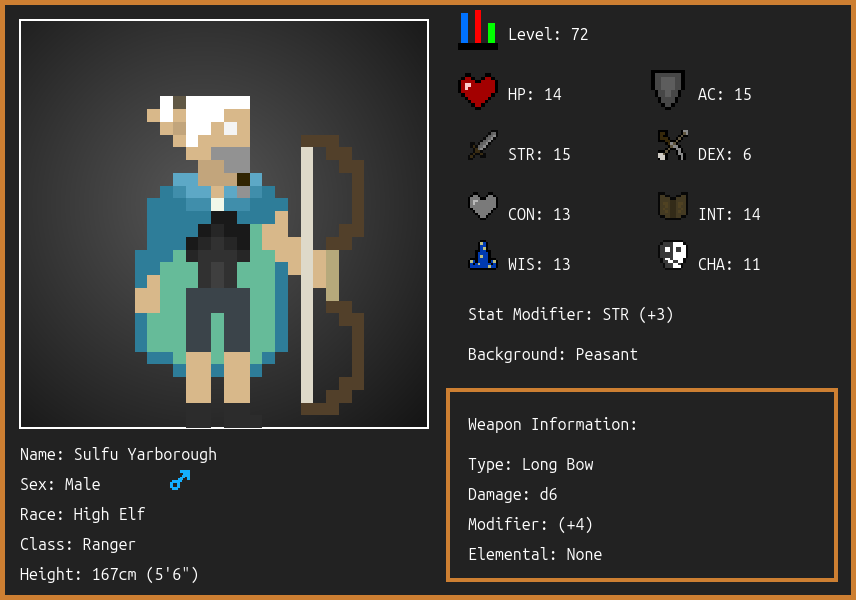 Level: 72
HP: 14
AC: 15
STR: 15
DEX: 6
CON: 13
INT: 14
WIS: 13
CHA: 11
Stat Modifier: STR (+3)
Background: Peasant
Weapon Information:
Type: Long Bow
Damage: d6
Modifier: (+4)
Elemental: None
Name: Sulfu Yarborough
Sex: Male
Race: High Elf
Class: Ranger
Height: 167cm (5'6")